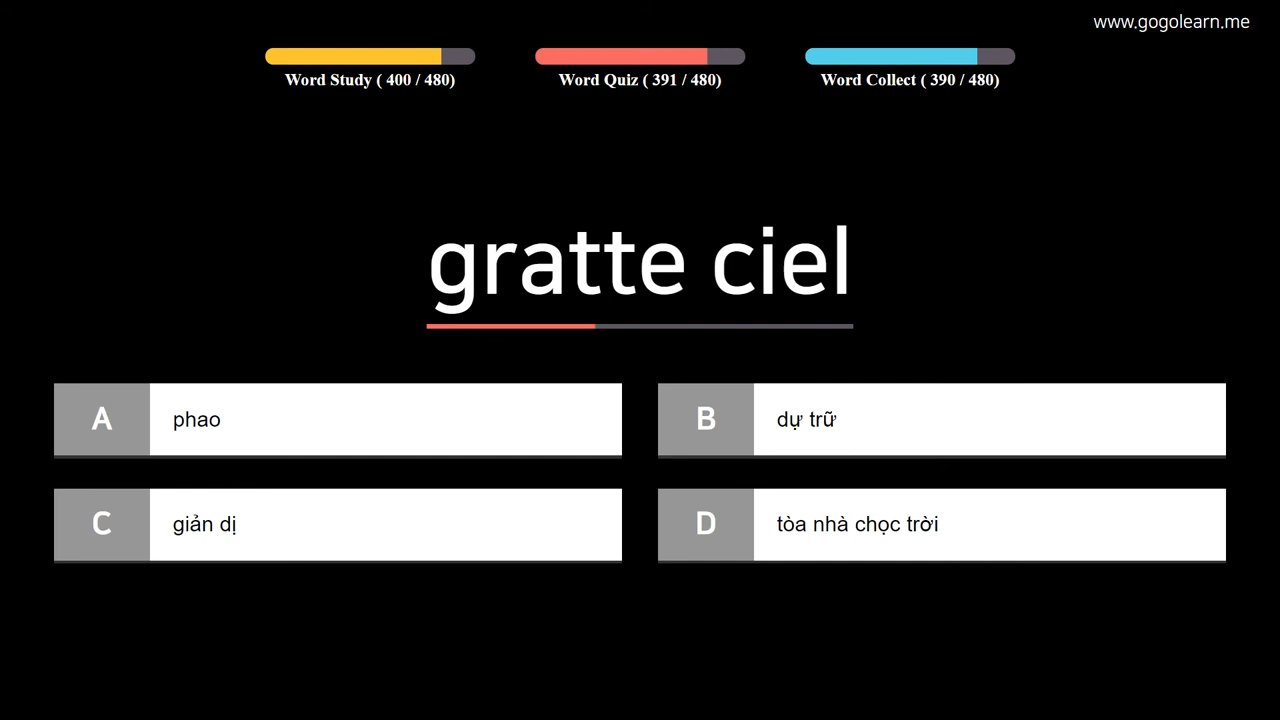 www.gogolearn.me
Word Study ( 400 / 480)
Word Quiz ( 391 / 480)
Word Collect ( 390 / 480)
gratte ciel
A phao
B dự trữ
C giản dị
D tòa nhà chọc trời